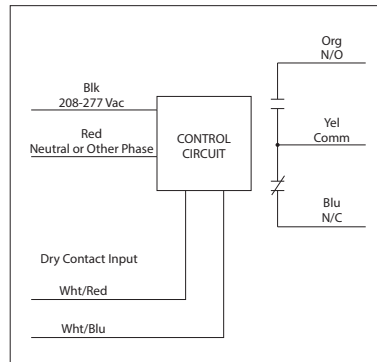 Org
N/O
Blk
208-277 Vac
Yel
Comm
Red
Neutral or Other Phase
CONTROL
CIRCUIT
Blu
N/C
Dry Contact Input
Wht/Red
Wht/Blu